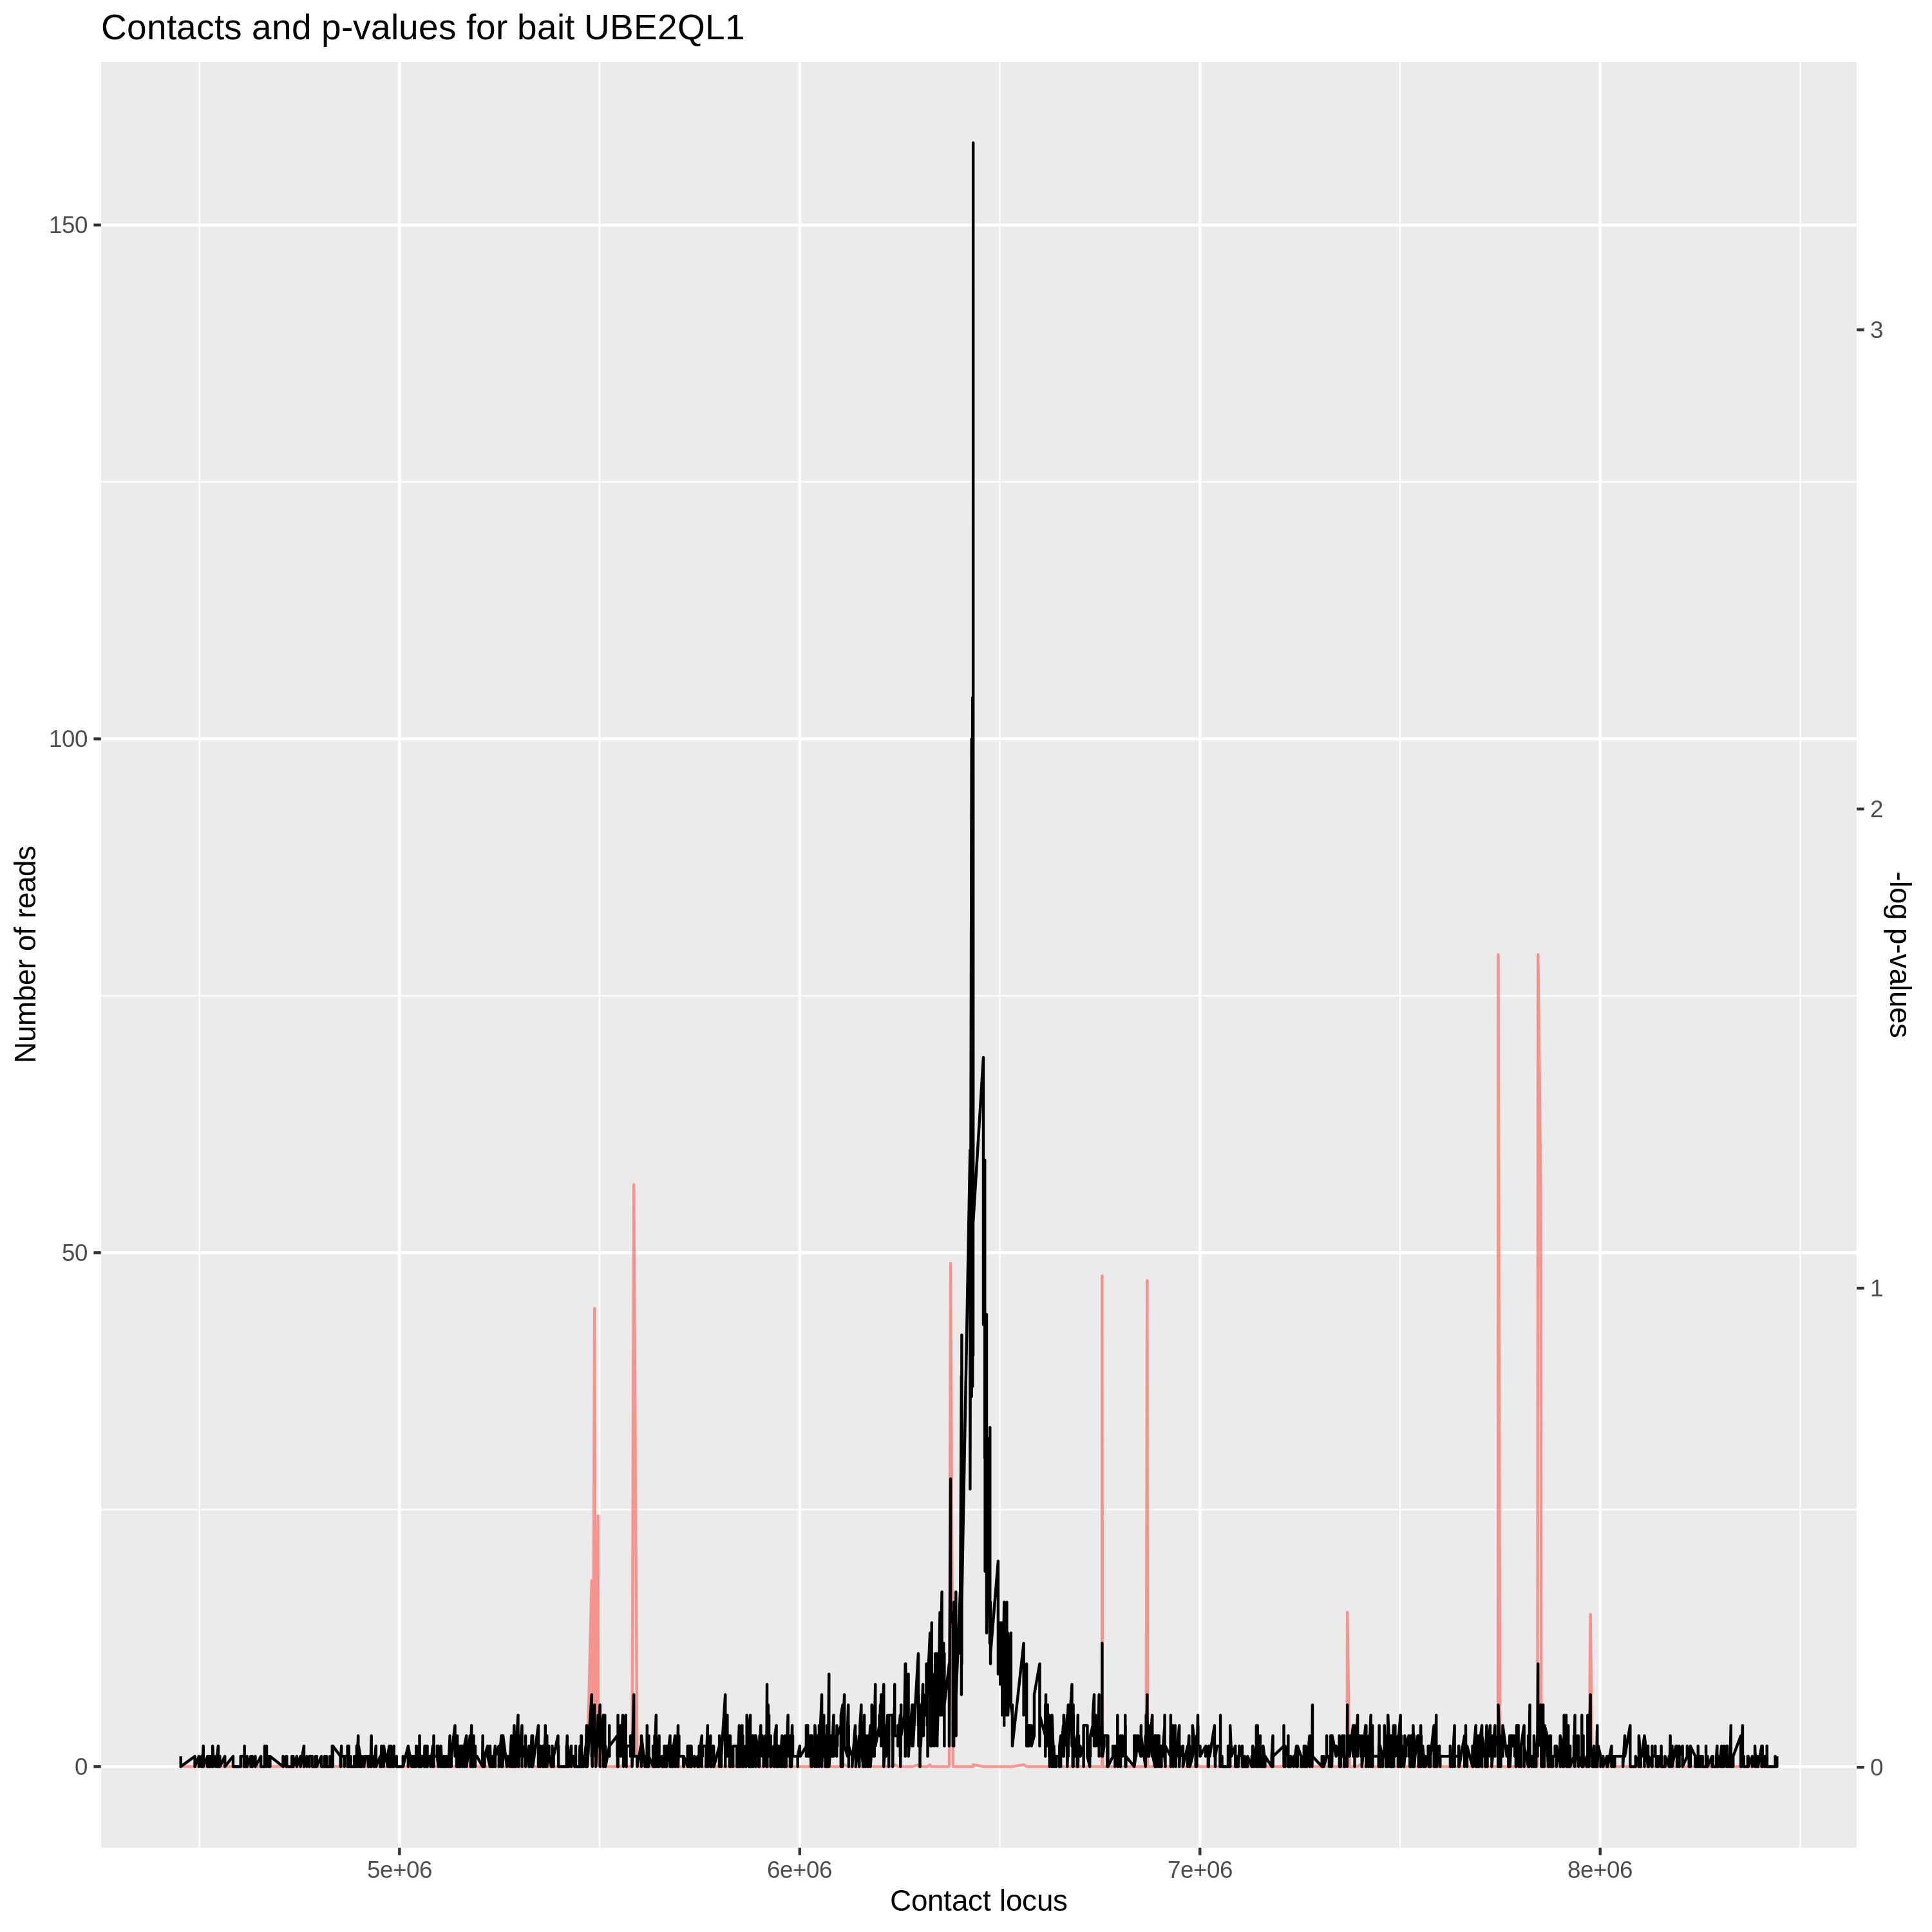 Contacts and p-values for bait UBE2QL1
150
100
50
0
Number of reads
3
2
1
0
-log p-values
5e+06
6e+06
7e+06
8e+06
Contact locus